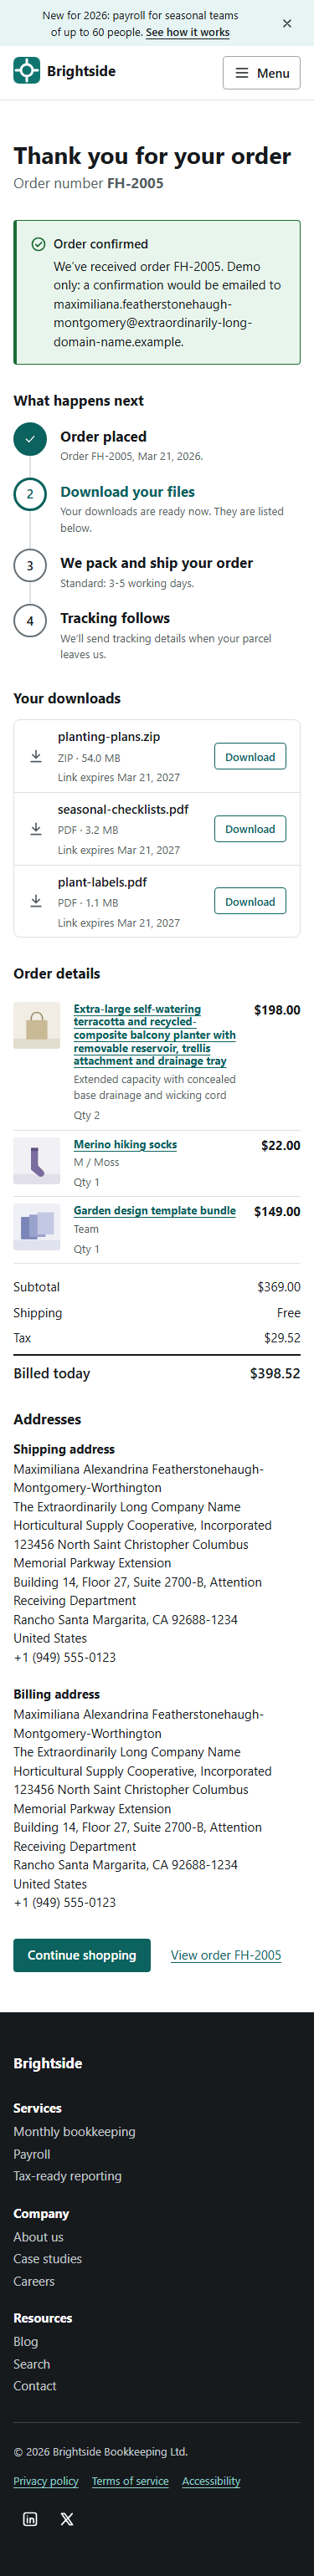 New for 2026: payroll for seasonal teams
of up to 60 people. See how it works
Brightside
Menu
Thank you for your order
Order number FH-2005
Order confirmed
We've received order FH-2005. Demo
only: a confirmation would be emailed to
maximiliana.featherstonehaugh-
montgomery@extraordinarily-long-
domain-name.example.
What happens next
Order placed
Order FH-2005, Mar 21, 2026.
2
Download your files
Your downloads are ready now. They are listed
below.
3
We pack and ship your order
Standard: 3-5 working days.
4
Tracking follows
We'll send tracking details when your parcel
leaves us.
Your downloads
planting-plans.zip
ZIP · 54.0 MB
Link expires Mar 21, 2027
Download
seasonal-checklists.pdf
PDF · 3.2 MB
Link expires Mar 21, 2027
Download
plant-labels.pdf
PDF · 1.1 MB
Link expires Mar 21, 2027
Download
Order details
Extra-large self-watering
terracotta and recycled-
composite balcony planter with
removable reservoir, trellis
attachment and drainage tray
$198.00
Extended capacity with concealed
base drainage and wicking cord
Qty 2
Merino hiking socks
$22.00
M / Moss
Qty 1
Garden design template bundle
$149.00
Team
Qty 1
Subtotal $369.00
Shipping Free
Tax $29.52
Billed today $398.52
Addresses
Shipping address
Maximiliana Alexandrina Featherstonehaugh-
Montgomery-Worthington
The Extraordinarily Long Company Name
Horticultural Supply Cooperative, Incorporated
123456 North Saint Christopher Columbus
Memorial Parkway Extension
Building 14, Floor 27, Suite 2700-B, Attention
Receiving Department
Rancho Santa Margarita, CA 92688-1234
United States
+1 (949) 555-0123
Billing address
Maximiliana Alexandrina Featherstonehaugh-
Montgomery-Worthington
The Extraordinarily Long Company Name
Horticultural Supply Cooperative, Incorporated
123456 North Saint Christopher Columbus
Memorial Parkway Extension
Building 14, Floor 27, Suite 2700-B, Attention
Receiving Department
Rancho Santa Margarita, CA 92688-1234
United States
+1 (949) 555-0123
Continue shopping
View order FH-2005
Brightside
Services
Monthly bookkeeping
Payroll
Tax-ready reporting
Company
About us
Case studies
Careers
Resources
Blog
Search
Contact
© 2026 Brightside Bookkeeping Ltd.
Privacy policy Terms of service Accessibility